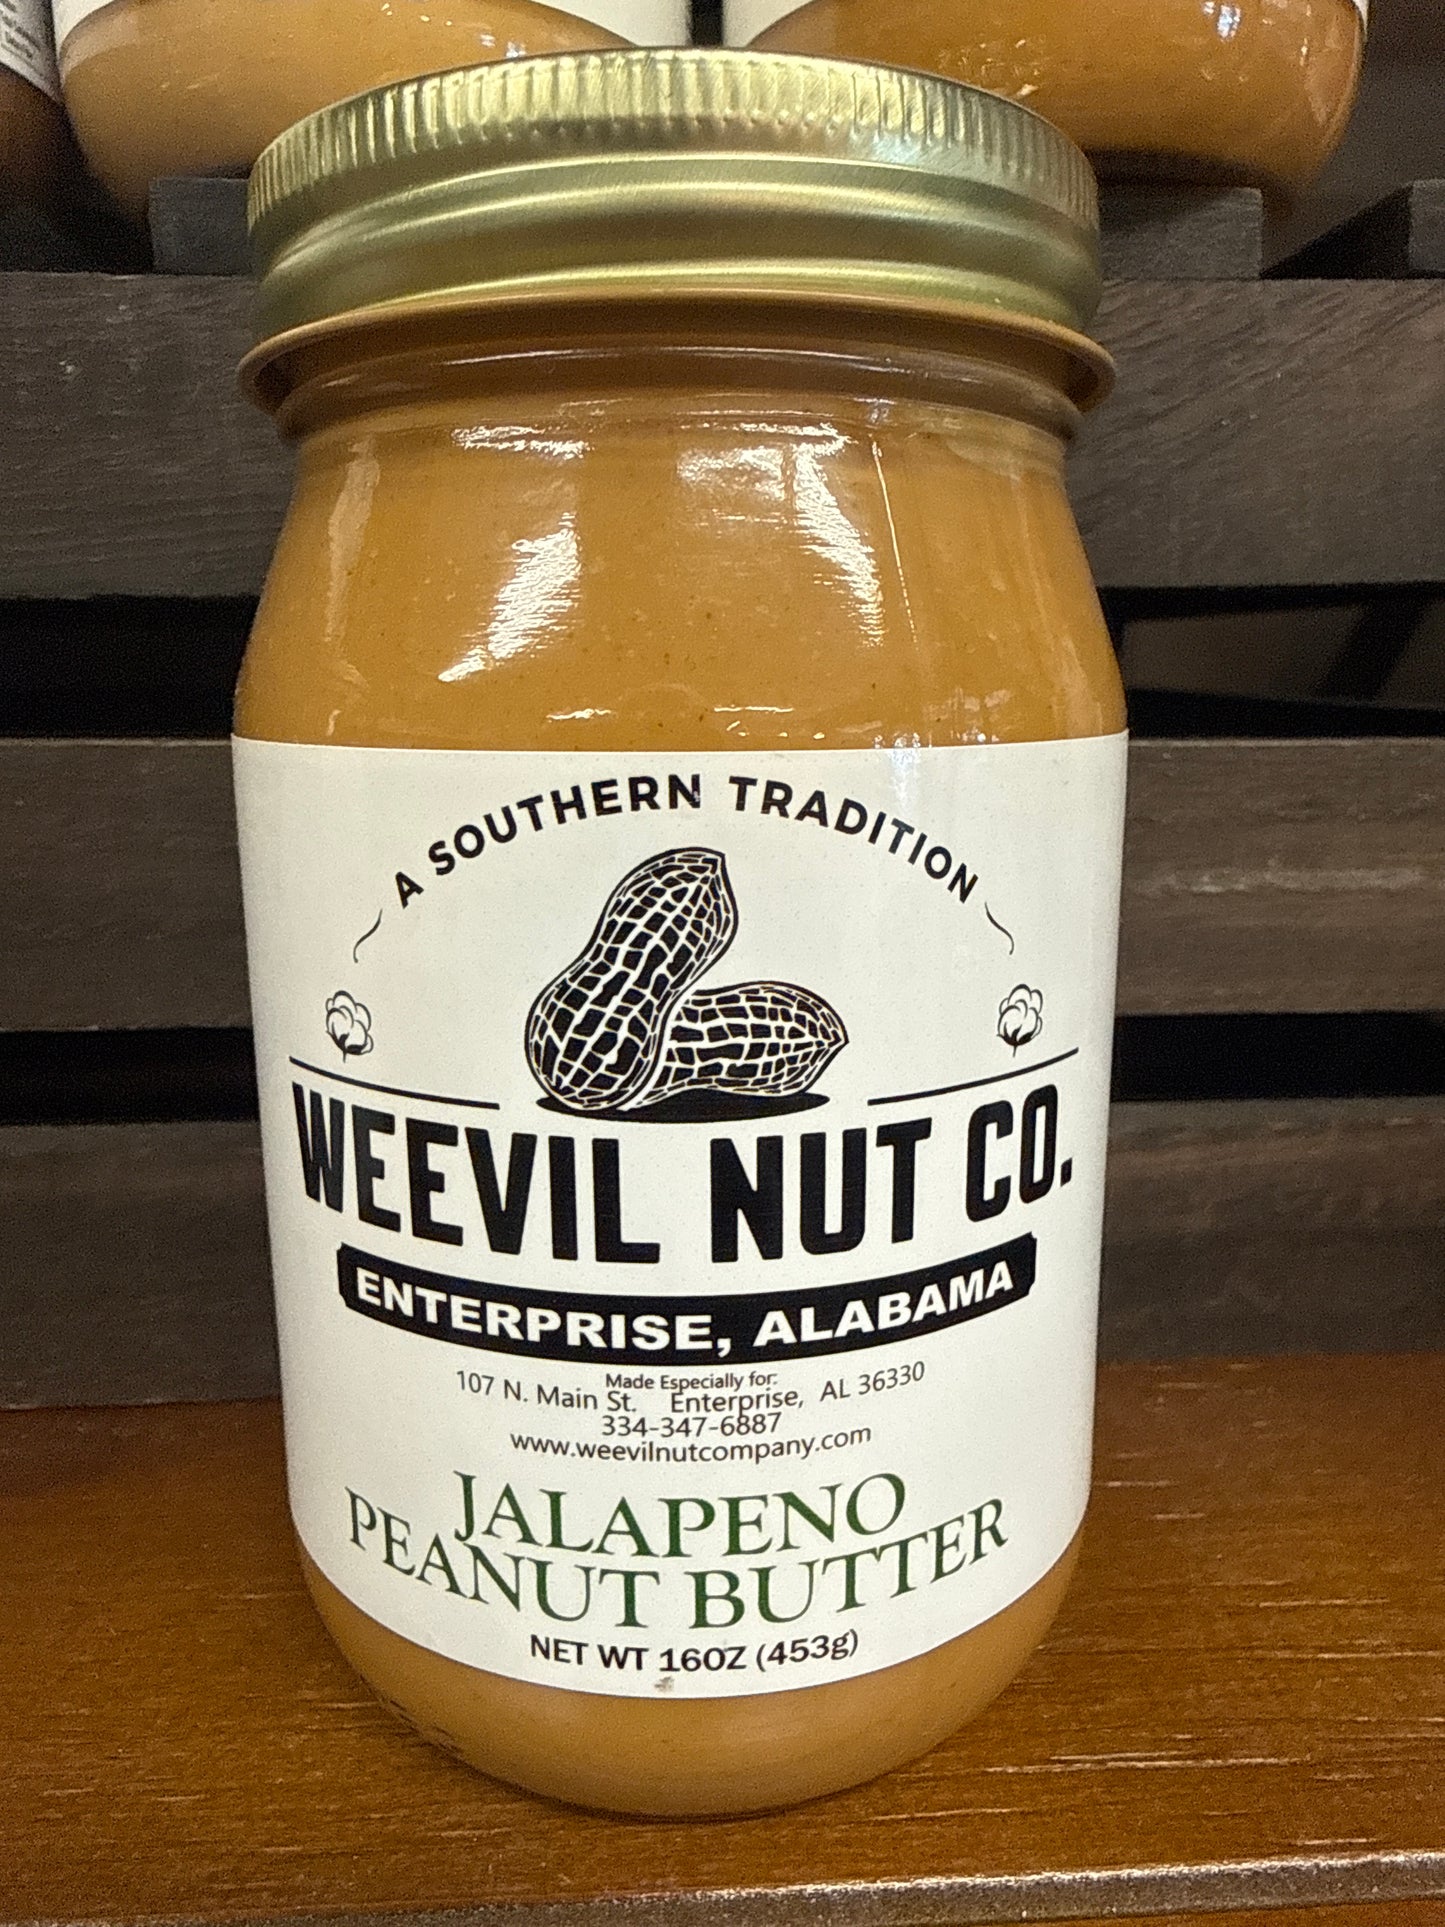 A SOUTHERN TRADITION
WEEVIL NUT CO.
ENTERPRISE, ALABAMA
Made Especially for:
107 N. Main St. Enterprise, AL 36330
334-347-6887
www.weevilnutcompany.com
JALAPENO
PEANUT BUTTER
NET WT 16OZ (453g)